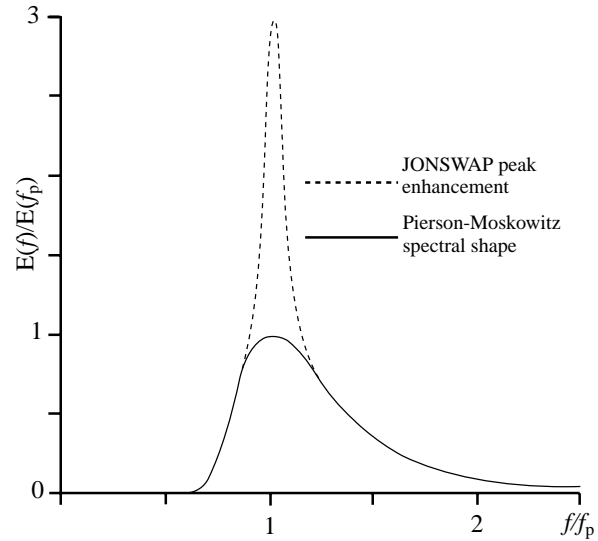 3
JONSWAP peak
enhancement
E(f)/E(fp)
Pierson-Moskowitz
spectral shape
1
0
1
2
f/fp